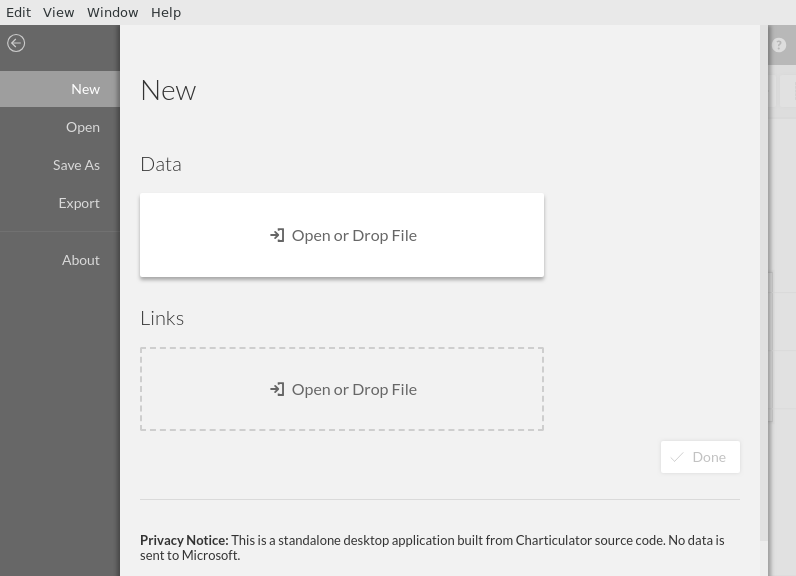 Edit View Window Help
?
New
Open
Save As
Export
About
New
Data
Open or Drop File
Links
Open or Drop File
Done
Privacy Notice: This is a standalone desktop application built from Charticulator source code. No data is
sent to Microsoft.